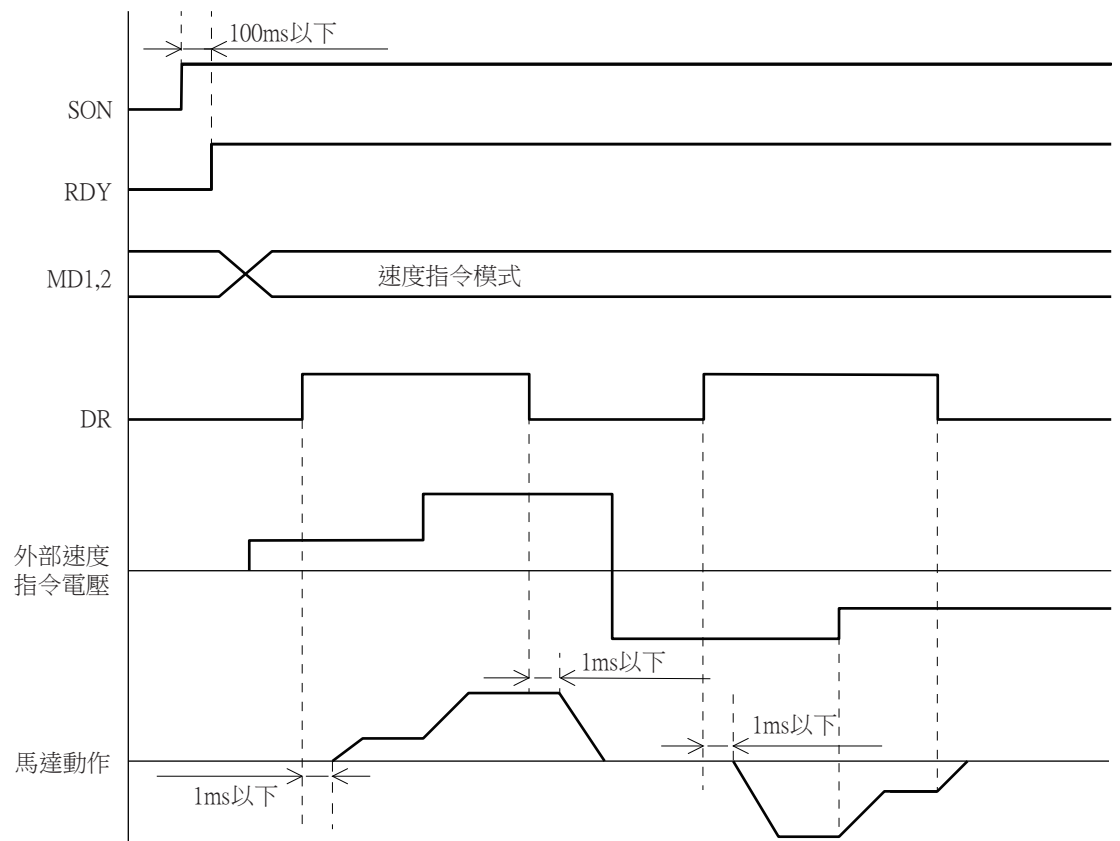 100ms以下
SON
RDY
MD1,2
速度指令模式
DR
外部速度
指令電壓
1ms以下
1ms以下
馬達動作
1ms以下